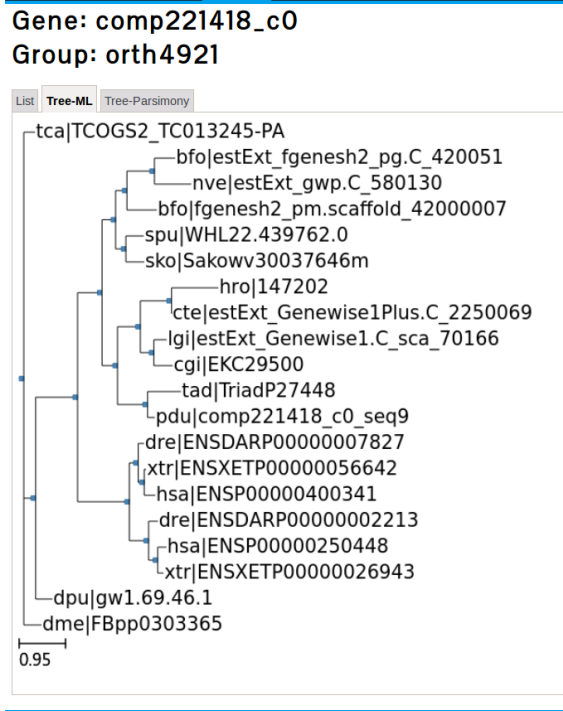 Gene: comp221418_c0
Group: orth4921
List Tree-ML Tree-Parsimony
tca|TCOGS2_TC013245-PA
bfo|estExt_fgenesh2_pg.C_420051
nve|estExt_gwp.C_580130
bfo|fgenesh2_pm.scaffold_42000007
spu|WHL22.439762.0
sko|Sakowv30037646m
hro|147202
cte|estExt_Genewise1Plus.C_2250069
lgi|estExt_Genewise1.C_sca_70166
cgi|EKC29500
tad|TriadP27448
pdu|comp221418_c0_seq9
dre|ENSDARP00000007827
xtr|ENSXETP00000056642
hsa|ENSP00000400341
dre|ENSDARP00000002213
hsa|ENSP00000250448
xtr|ENSXETP00000026943
dpu|gw1.69.46.1
dme|FBpp0303365
0.95